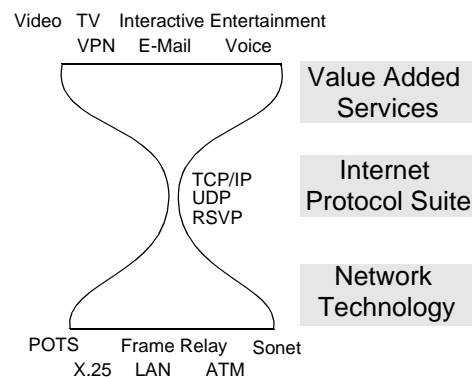 Video TV Interactive Entertainment
VPN E-Mail Voice
Value Added
Services
TCP/IP
UDP
RSVP
Internet
Protocol Suite
Network
Technology
POTS Frame Relay Sonet
X.25 LAN ATM